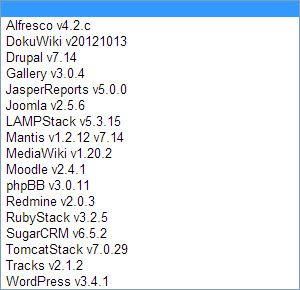 Alfresco v4.2.c
DokuWiki v20121013
Drupal v7.14
Gallery v3.0.4
JasperReports v5.0.0
Joomla v2.5.6
LAMPStack v5.3.15
Mantis v1.2.12 v7.14
MediaWiki v1.20.2
Moodle v2.4.1
phpBB v3.0.11
Redmine v2.0.3
RubyStack v3.2.5
SugarCRM v6.5.2
TomcatStack v7.0.29
Tracks v2.1.2
WordPress v3.4.1